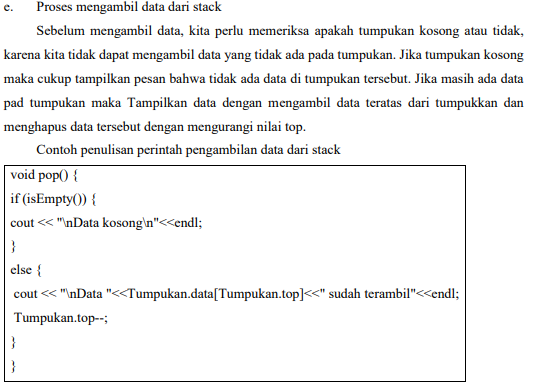 e. Proses mengambil data dari stack
Sebelum mengambil data, kita perlu memeriksa apakah tumpukan kosong atau tidak,
karena kita tidak dapat mengambil data yang tidak ada pada tumpukan. Jika tumpukan kosong
maka cukup tampilkan pesan bahwa tidak ada data di tumpukan tersebut. Jika masih ada data
pad tumpukan maka Tampilkan data dengan mengambil data teratas dari tumpukkan dan
menghapus data tersebut dengan mengurangi nilai top.
Contoh penulisan perintah pengambilan data dari stack
void pop() {
if (isEmpty()) {
cout << "\nData kosong\n"<<endl;
}
else {
cout << "\nData "<<Tumpukan.data[Tumpukan.top]<<" sudah terambil"<<endl;
Tumpukan.top--;
}
}